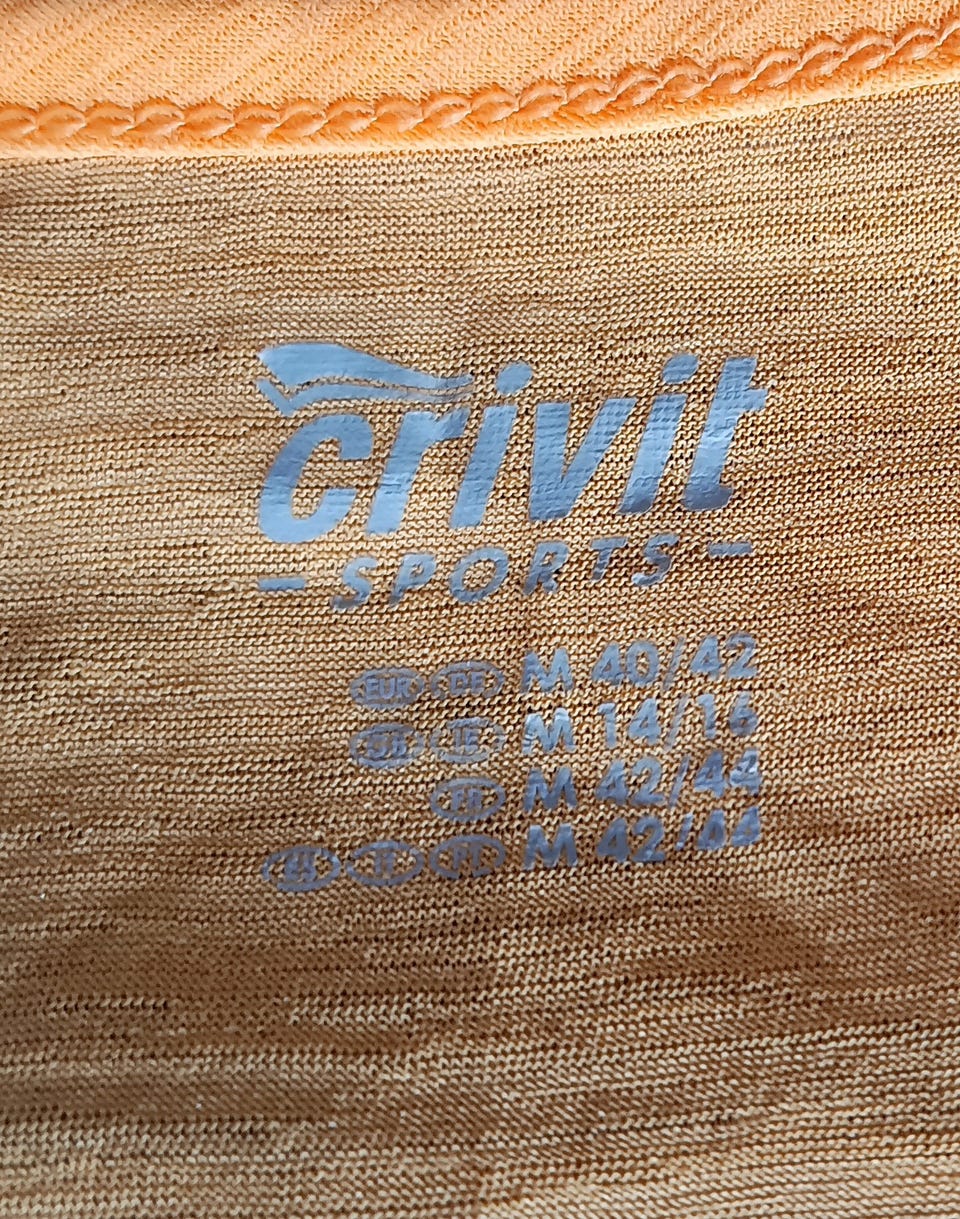 crivit
- SPORTS -
EUR DE M 40/42
GB IE M 14/16
FR M 42/44
ES IT PT M 42/44